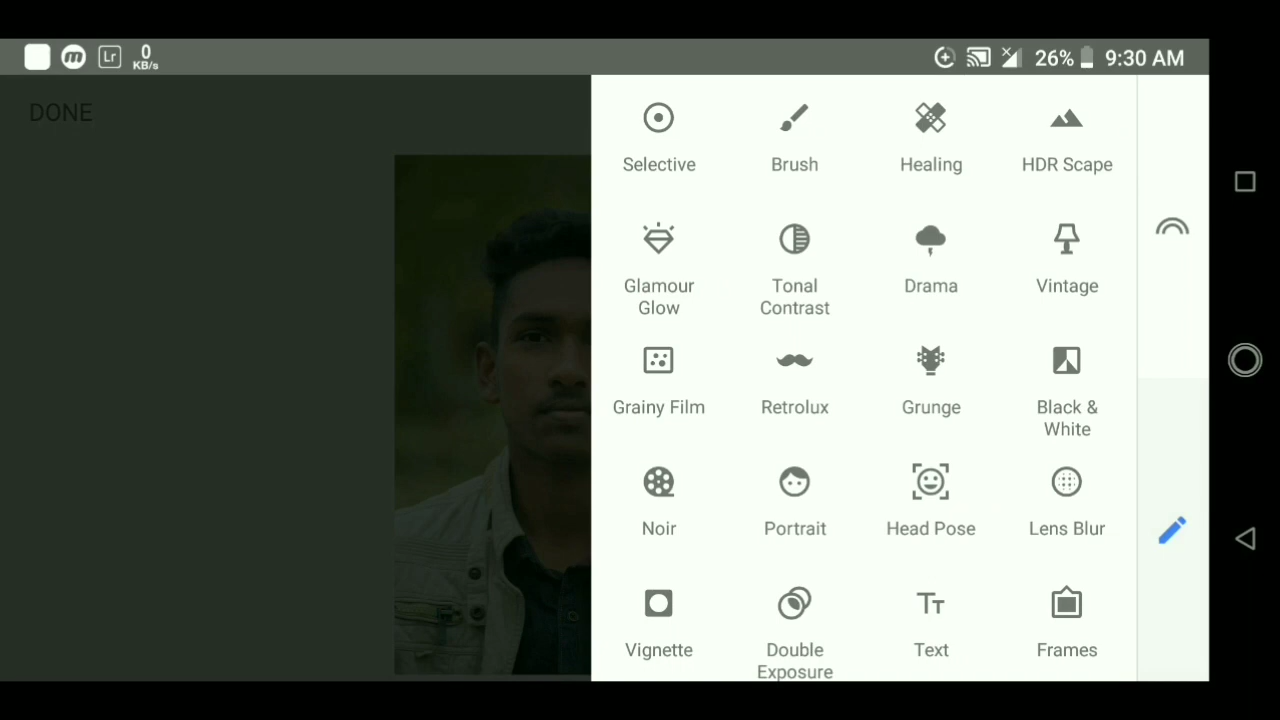 m Lr 0 26% 9:30 AM
KB/s
DONE
Selective Brush Healing HDR Scape
Glamour Tonal Drama Vintage
Glow Contrast
Grainy Film Retrolux Grunge Black &
White
Noir Portrait Head Pose Lens Blur
Vignette Double Text Frames
Exposure